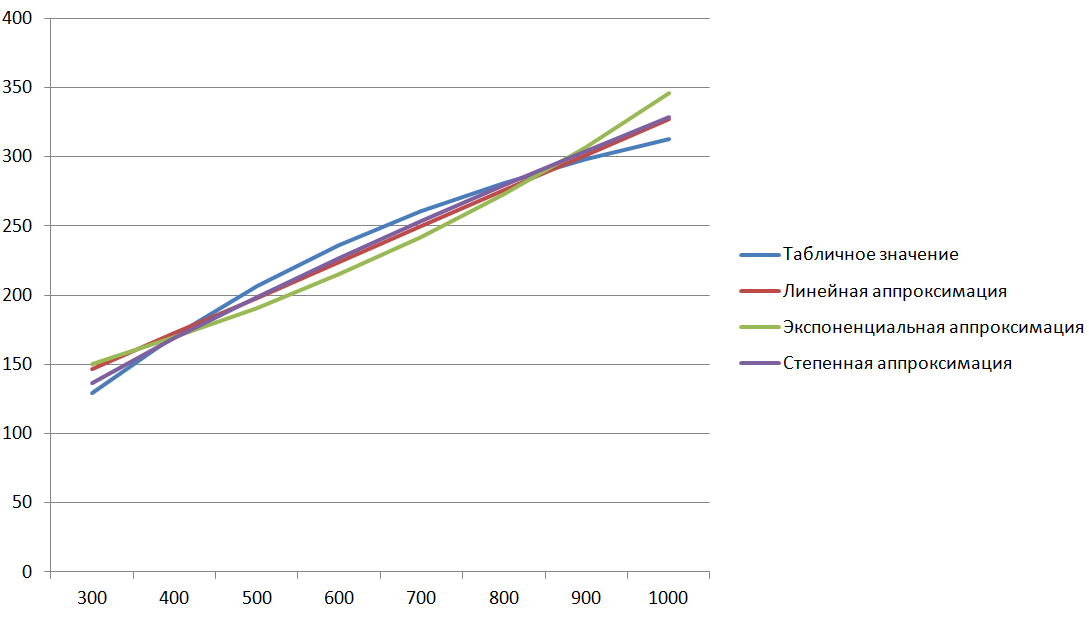 400
350
300
250
200
150
100
50
0
300 400 500 600 700 800 900 1000
Табличное значение
Линейная аппроксимация
Экспоненциальная аппроксимация
Степенная аппроксимация